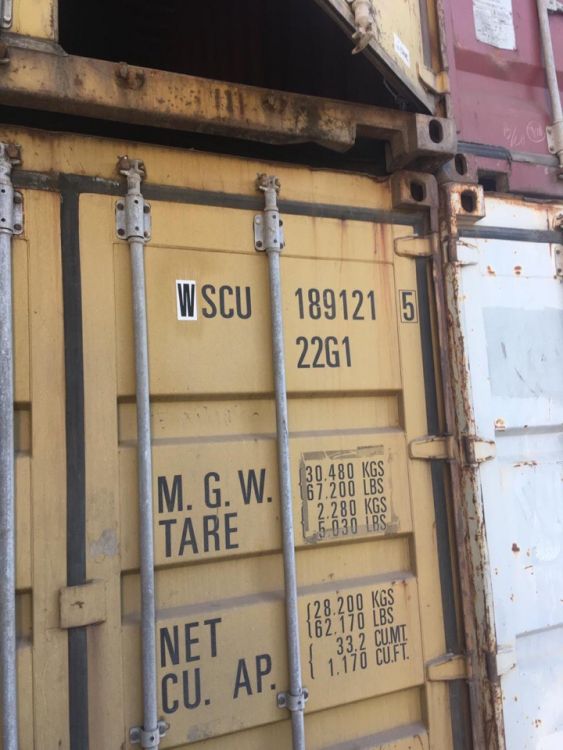 WSCU 189121 5
22G1
M. G. W. 30.480 KGS
67.200 LBS
TARE 2.280 KGS
5.030 LBS
NET 28.200 KGS
62.170 LBS
CU. AP. 33,2 CU.MT.
1.170 CU.FT.